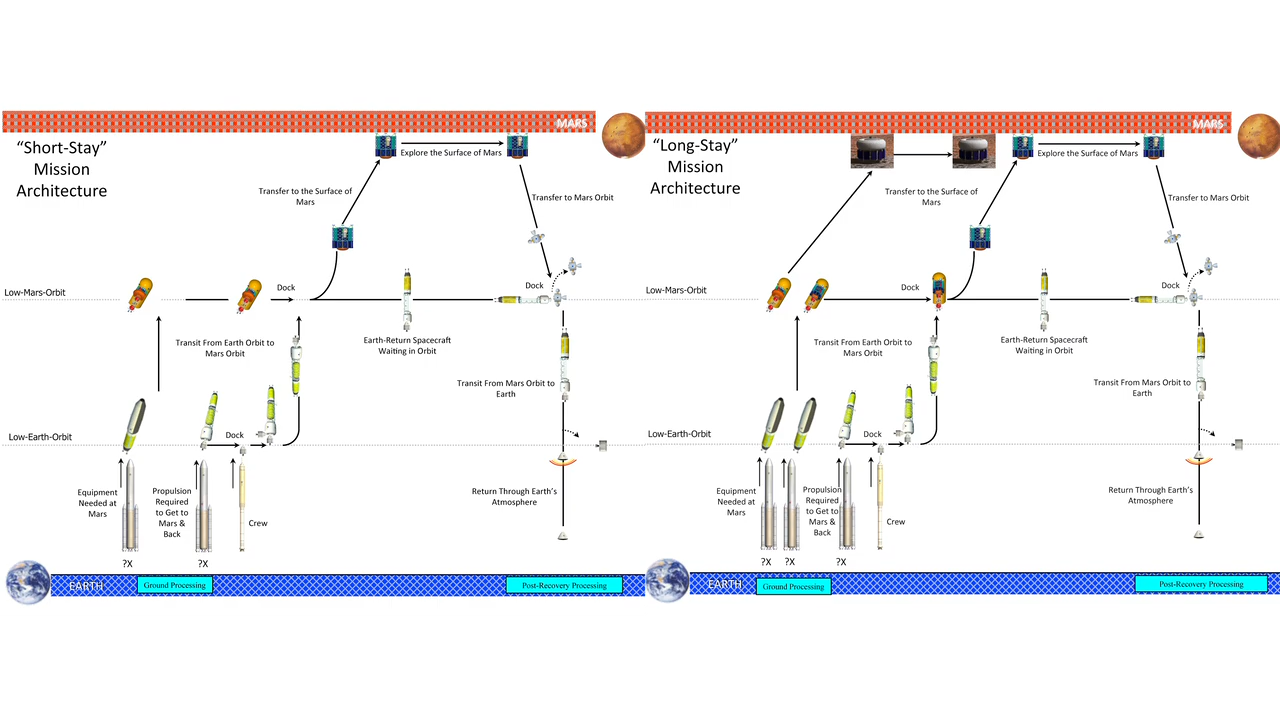 MARS
“Short-Stay”
Mission
Architecture
Explore the Surface of Mars
Transfer to the Surface of
Mars
Transfer to Mars Orbit
Low-Mars-Orbit
Dock
Dock
Transit From Earth Orbit to
Mars Orbit
Earth-Return Spacecraft
Waiting in Orbit
Transit From Mars Orbit to
Earth
Low-Earth-Orbit
Dock
Equipment
Needed at
Mars
Propulsion
Required
to Get to
Mars &
Back
Crew
Return Through Earth’s
Atmosphere
?X
?X
EARTH
Ground Processing
Post-Recovery Processing
MARS
“Long-Stay”
Mission
Architecture
Explore the Surface of Mars
Transfer to the Surface of
Mars
Transfer to Mars Orbit
Low-Mars-Orbit
Dock
Dock
Transit From Earth Orbit to
Mars Orbit
Earth-Return Spacecraft
Waiting in Orbit
Transit From Mars Orbit to
Earth
Low-Earth-Orbit
Dock
Equipment
Needed at
Mars
Propulsion
Required
to Get to
Mars &
Back
Crew
Return Through Earth’s
Atmosphere
?X
?X
?X
EARTH
Ground Processing
Post-Recovery Processing